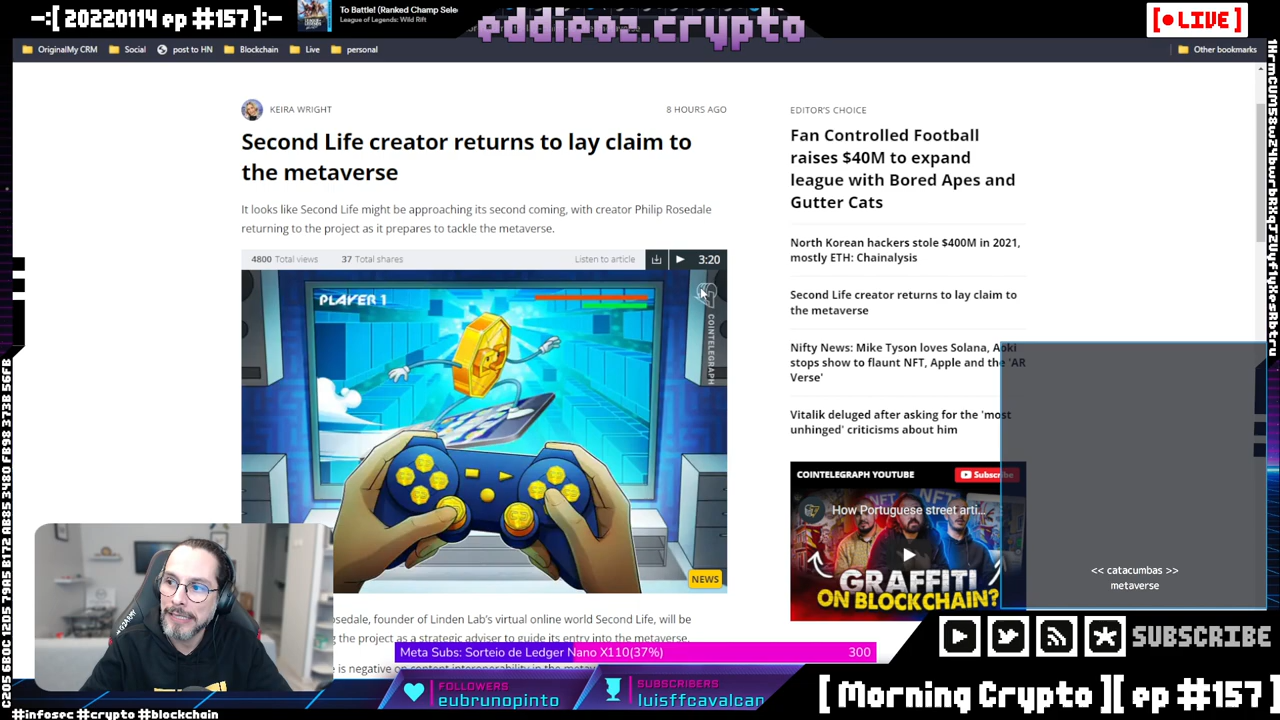 -:[ 20220114 ep #157]:-
To Battle! (Ranked Champ Sele
League of Legends: Wild Rift
eddieoz.crypto
[● LIVE]
OriginalMy CRM
Social
post to HN
Blockchain
Live
personal
Other bookmarks
KEIRA WRIGHT
8 HOURS AGO
Second Life creator returns to lay claim to
the metaverse
It looks like Second Life might be approaching its second coming, with creator Philip Rosedale
returning to the project as it prepares to tackle the metaverse.
4800 Total views
37 Total shares
Listen to article
3:20
PLAYER 1
COINTELEGRAPH
NEWS
osedale, founder of Linden Lab's virtual online world Second Life, will be
g the project as a strategic adviser to guide its entry into the metaverse.
is negative on content interoperability in the meta
EDITOR'S CHOICE
Fan Controlled Football
raises $40M to expand
league with Bored Apes and
Gutter Cats
North Korean hackers stole $400M in 2021,
mostly ETH: Chainalysis
Second Life creator returns to lay claim to
the metaverse
Nifty News: Mike Tyson loves Solana, Aoki
stops show to flaunt NFT, Apple and the 'AR
Verse'
Vitalik deluged after asking for the 'most
unhinged' criticisms about him
COINTELEGRAPH YOUTUBE
Subscribe
How Portuguese street arti...
GRAFFITI
ON BLOCKCHAIN?
<< catacumbas >>
metaverse
Meta Subs: Sorteio de Ledger Nano X110(37%)
300
FOLLOWERS
eubrunopinto
SUBSCRIBERS
luisffcavalcan
SUBSCRIBE
[ Morning Crypto ][ ep #157 ]
#infosec #crypto #blockchain